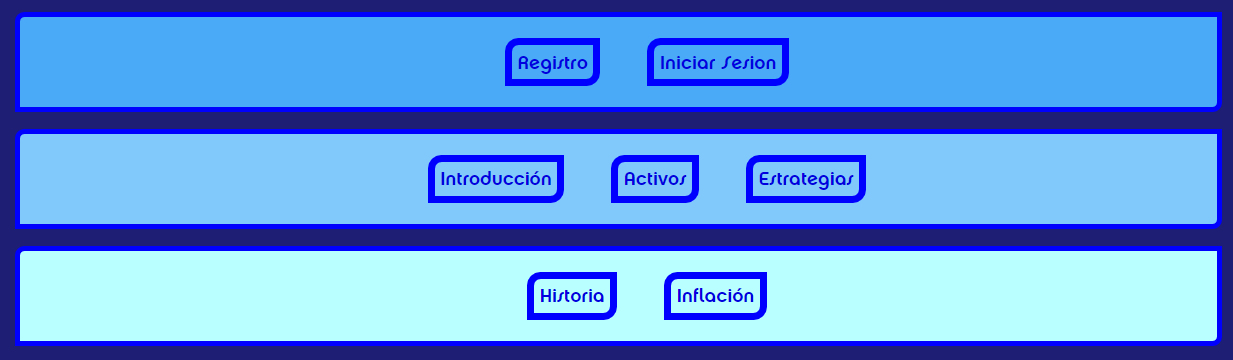 Registro Iniciar Sesion
Introducción Activos Estrategias
Historia Inflación